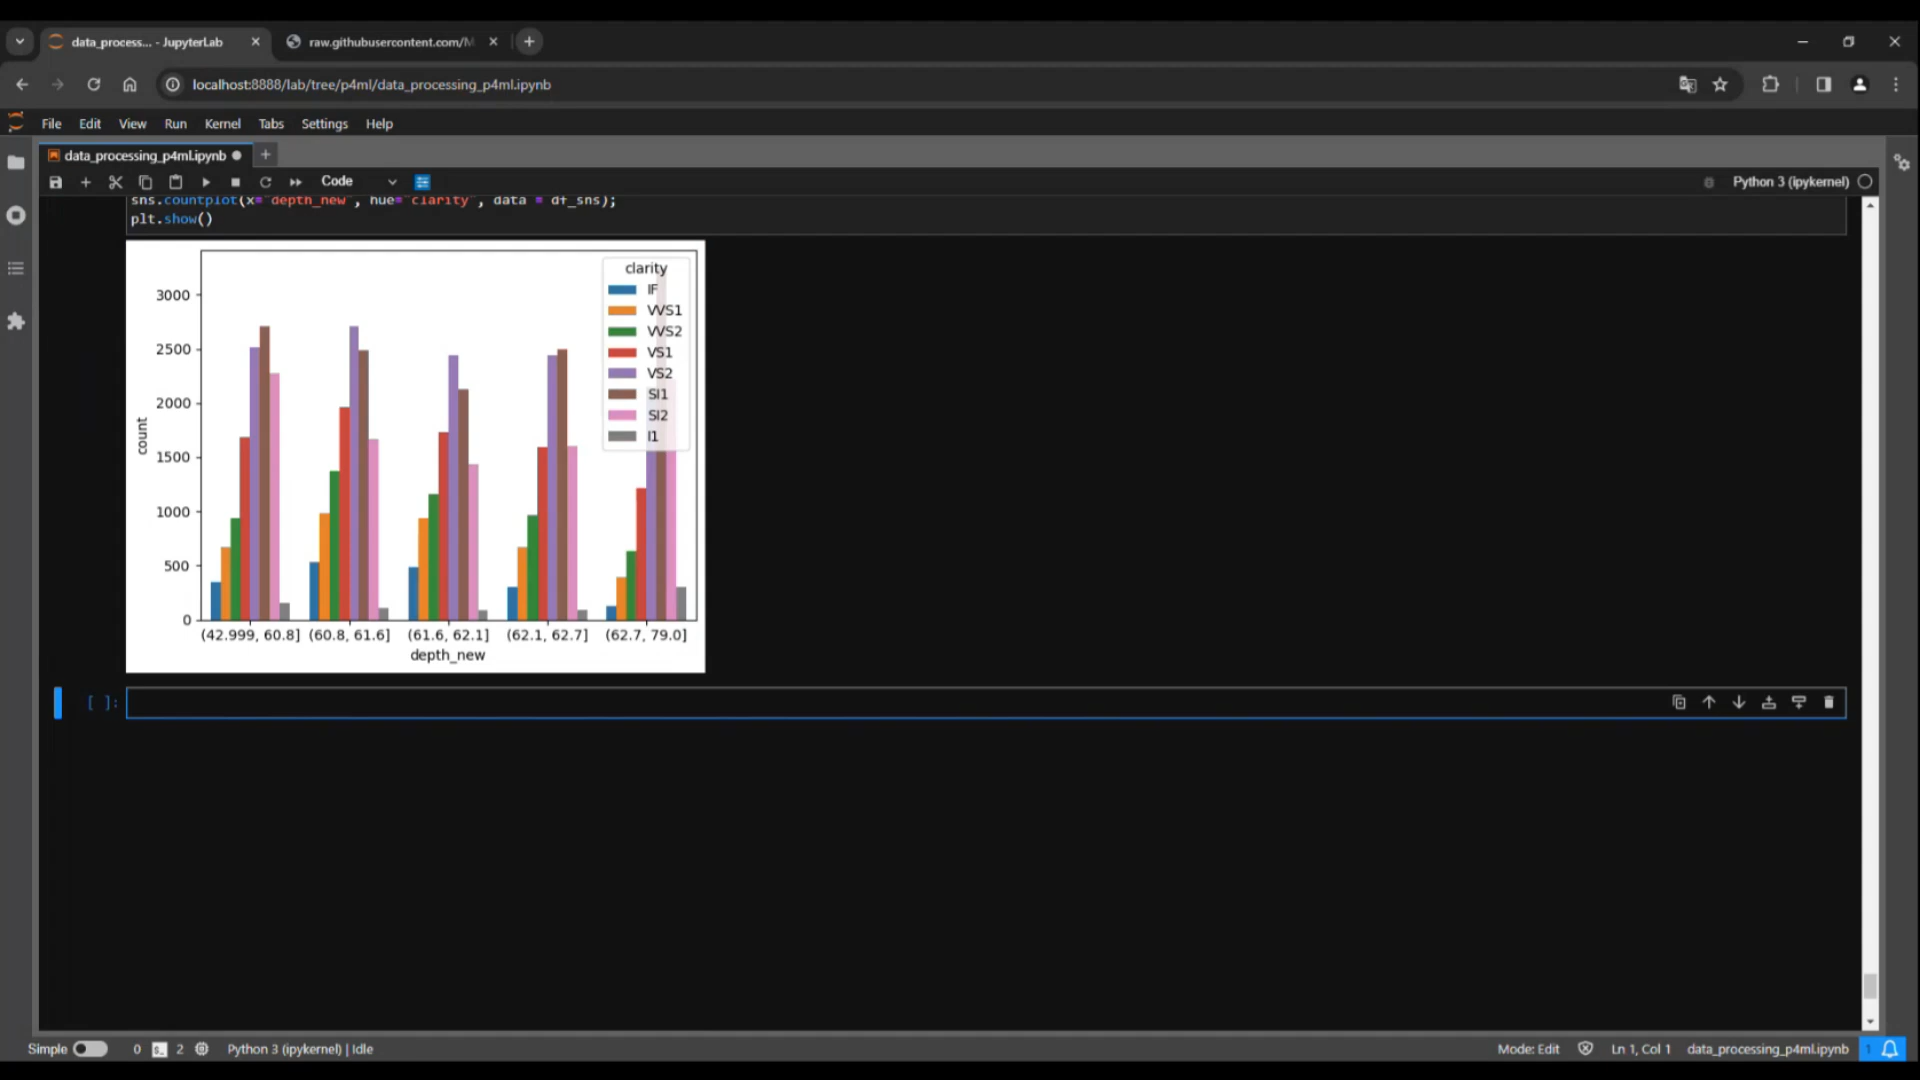 data_process... - JupyterLab
raw.githubusercontent.com/M
localhost:8888/lab/tree/p4ml/data_processing_p4ml.ipynb
File Edit View Run Kernel Tabs Settings Help
data_processing_p4ml.ipynb
Code
Python 3 (ipykernel)
sns.countplot(x="depth_new", hue="clarity", data = df_sns);
plt.show()
clarity
IF
VVS1
VVS2
VS1
VS2
SI1
SI2
I1
3000
2500
2000
1500
1000
500
0
count
(42.999, 60.8] (60.8, 61.6] (61.6, 62.1] (62.1, 62.7] (62.7, 79.0]
depth_new
[ ]:
Simple 0 $_ 2 Python 3 (ipykernel) | Idle Mode: Edit Ln 1, Col 1 data_processing_p4ml.ipynb 1